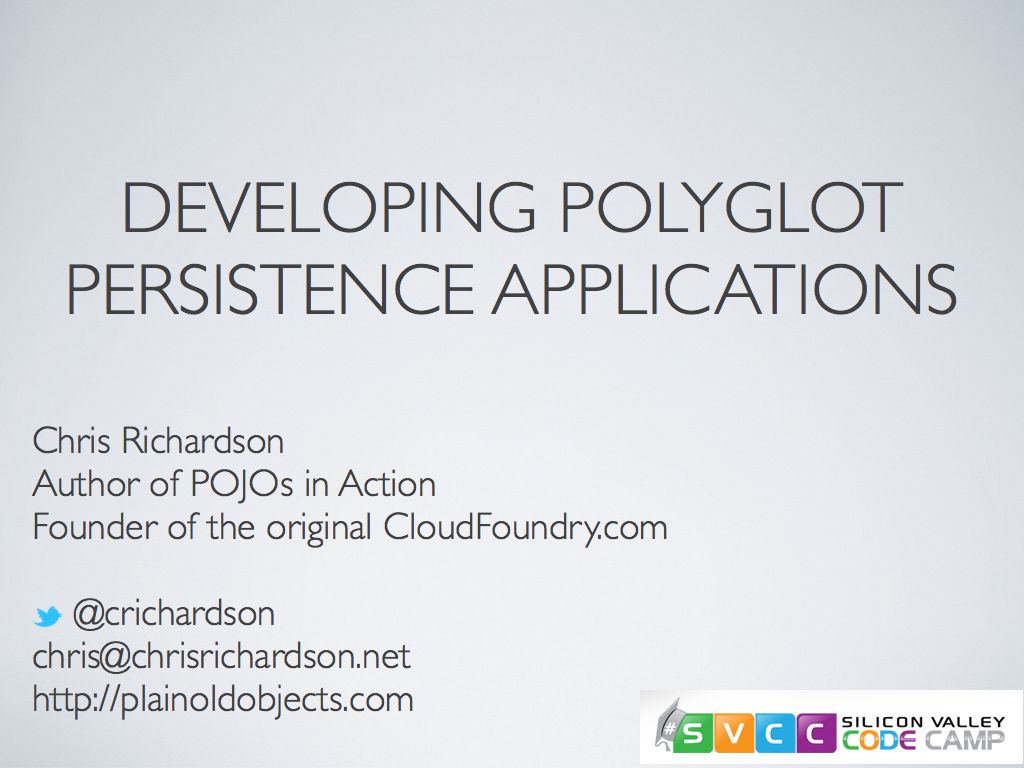 DEVELOPING POLYGLOT
PERSISTENCE APPLICATIONS
Chris Richardson
Author of POJOs in Action
Founder of the original CloudFoundry.com
@crichardson
chris@chrisrichardson.net
http://plainoldobjects.com
# S V C C
SILICON VALLEY
CODE CAMP